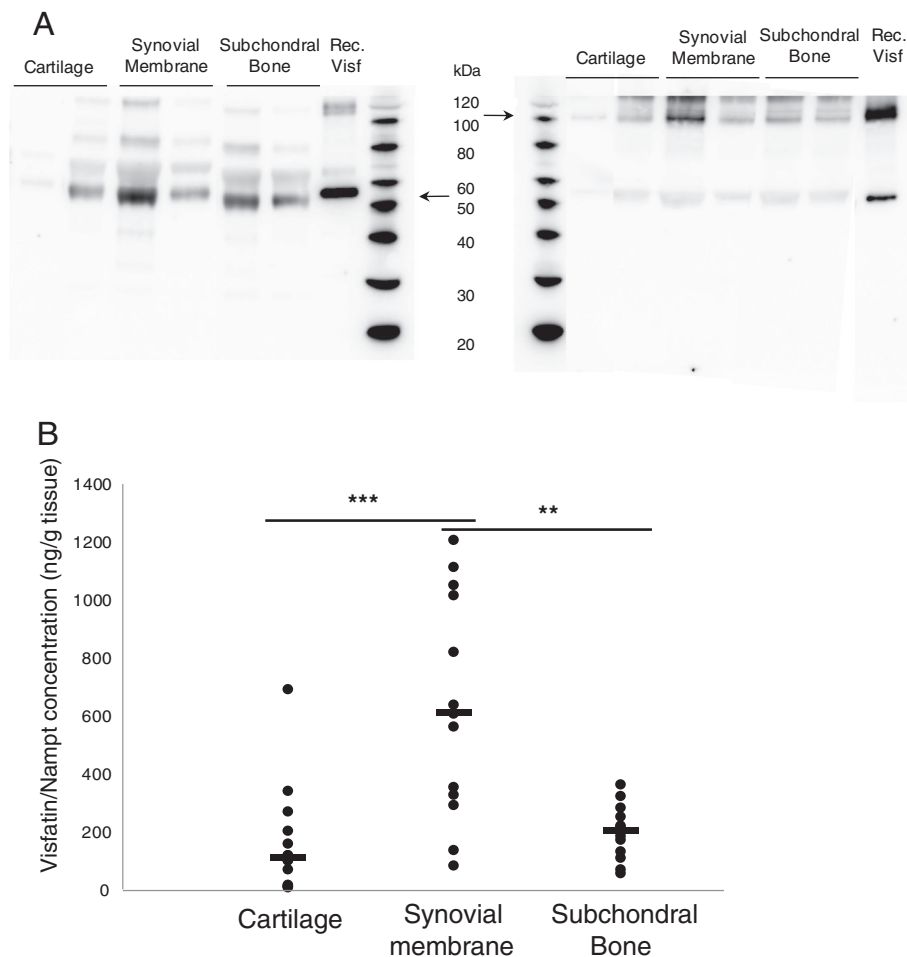 A
Cartilage
Synovial
Membrane
Subchondral
Bone
Rec.
Visf
kDa
120
100
80
60
50
40
30
20
Cartilage
Synovial
Membrane
Subchondral
Bone
Rec.
Visf
B
Visfatin/Nampt concentration (ng/g tissue)
1400
1200
1000
800
600
400
200
0
***
**
Cartilage
Synovial
membrane
Subchondral
Bone